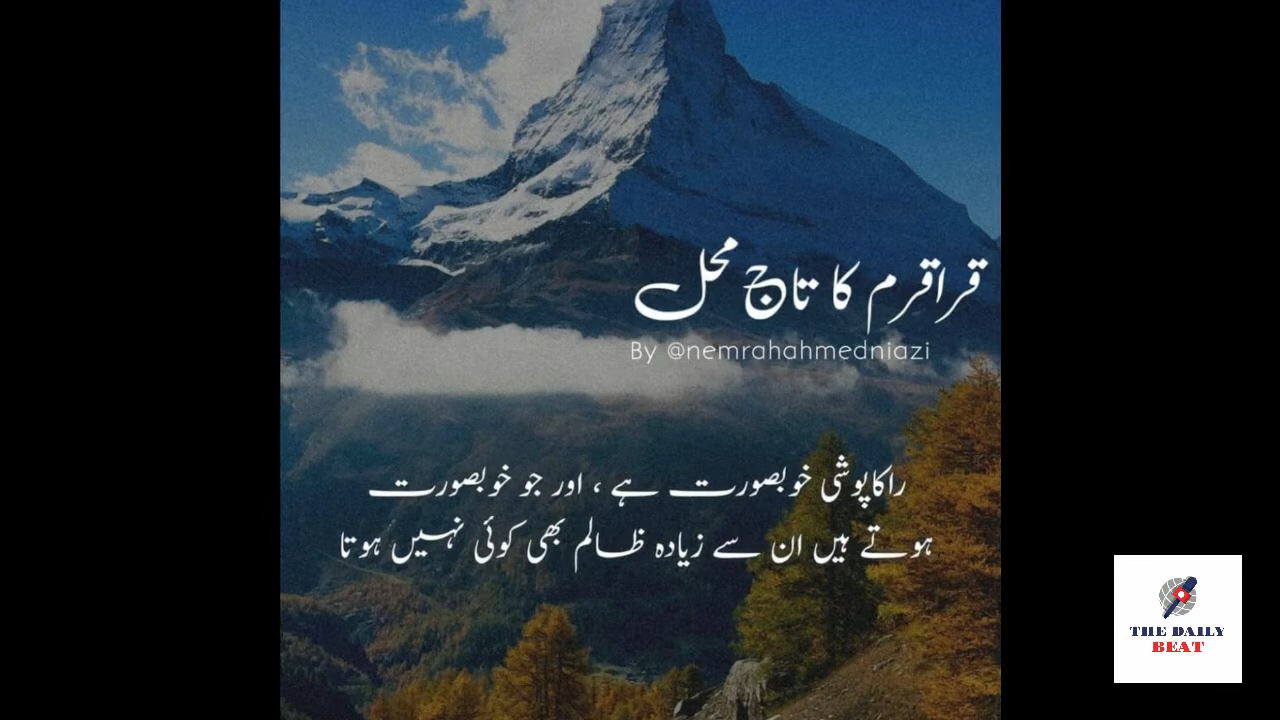 قراقرم کا تاج محل
By @nemrahahmedniazi
راکاپوشی خوبصورت ہے ، اور جو خوبصورت
ہوتے ہیں ان سے زیادہ ظالم بھی کوئی نہیں ہوتا
THE DAILY
BEAT